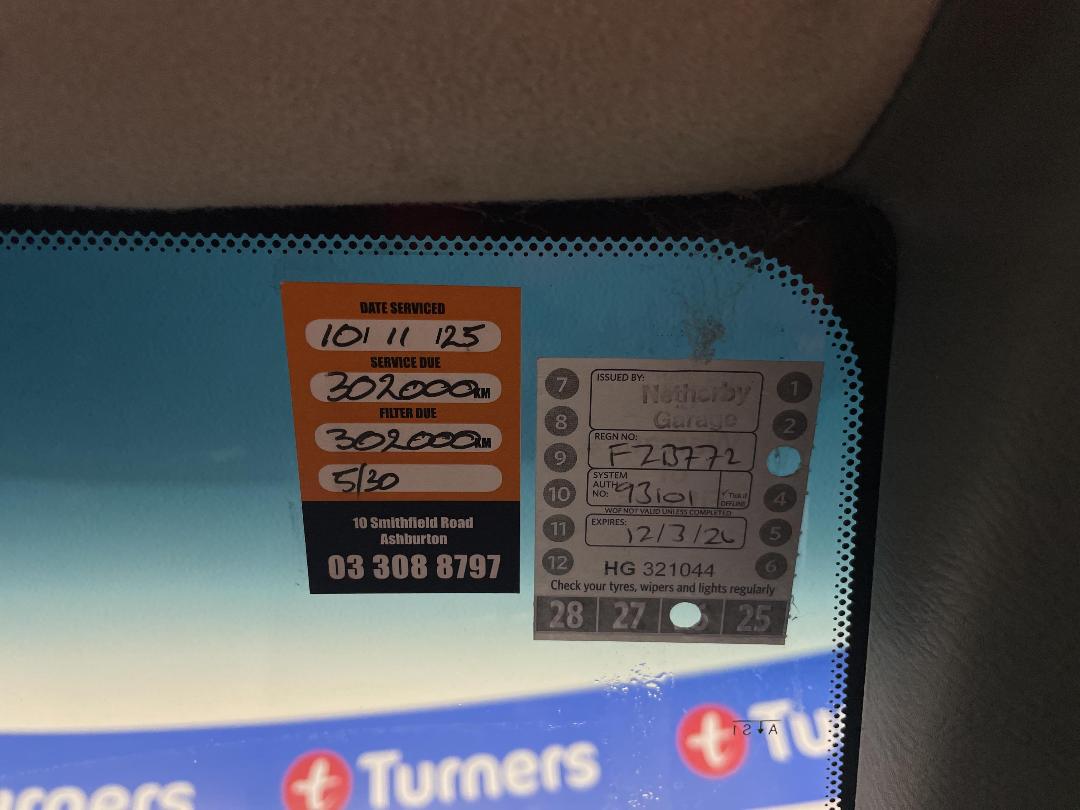 DATE SERVICED
10/ 11 /25
SERVICE DUE
302000KM
FILTER DUE
302000KM
5/30
10 Smithfield Road
Ashburton
03 308 8797
7
8
9
10
11
12
ISSUED BY:
Netherby
Garage
REGN NO:
FZB772
SYSTEM
AUTH
NO: 93101
✓ TICK IF
OFFLINE
WOF NOT VALID UNLESS COMPLETED
EXPIRES:
12/3/26
HG 321044
Check your tyres, wipers and lights regularly
1
2
4
5
6
28 27 25
Turners